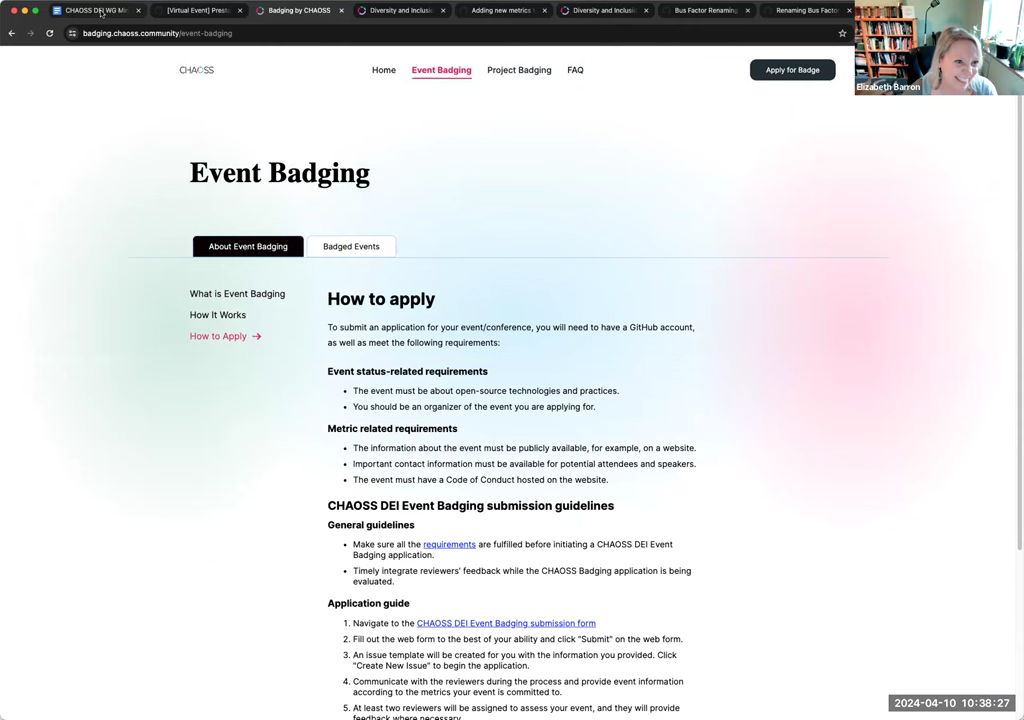 CHAOSS DEI WG Me
[Virtual Event] Presto
Badging by CHAOSS
Diversity and Inclusi
Adding new metrics
Diversity and Inclusi
Bus Factor Renaming
Renaming Bus Factor
badging.chaoss.community/event-badging
Elizabeth Barron
CHAOSS
Home Event Badging Project Badging FAQ
Apply for Badge
Event Badging
About Event Badging Badged Events
What is Event Badging
How It Works
How to Apply →
How to apply
To submit an application for your event/conference, you will need to have a GitHub account,
as well as meet the following requirements:
Event status-related requirements
• The event must be about open-source technologies and practices.
• You should be an organizer of the event you are applying for.
Metric related requirements
• The information about the event must be publicly available, for example, on a website.
• Important contact information must be available for potential attendees and speakers.
• The event must have a Code of Conduct hosted on the website.
CHAOSS DEI Event Badging submission guidelines
General guidelines
• Make sure all the requirements are fulfilled before initiating a CHAOSS DEI Event
Badging application.
• Timely integrate reviewers' feedback while the CHAOSS Badging application is being
evaluated.
Application guide
1. Navigate to the CHAOSS DEI Event Badging submission form
2. Fill out the web form to the best of your ability and click "Submit" on the web form.
3. An issue template will be created for you with the information you provided. Click
"Create New Issue" to begin the application.
4. Communicate with the reviewers during the process and provide event information
according to the metrics your event is committed to.
5. At least two reviewers will be assigned to assess your event, and they will provide
feedback where necessary.
2024-04-10 10:38:27